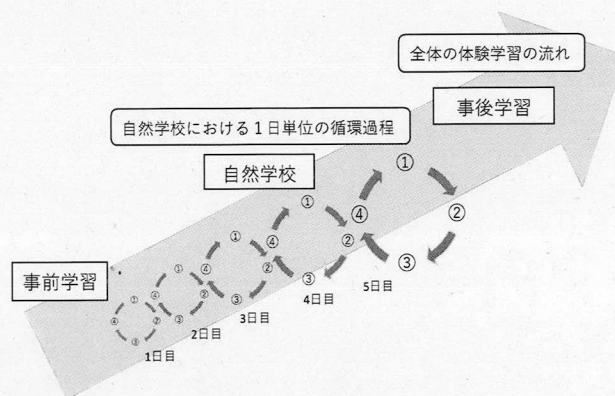 全体の体験学習の流れ
事後学習
自然学校における1日単位の循環過程
自然学校
事前学習
① ② ③ ④
1日目
① ② ③ ④
2日目
① ② ③ ④
3日目
① ② ③ ④
4日目
① ② ③ ④
5日目